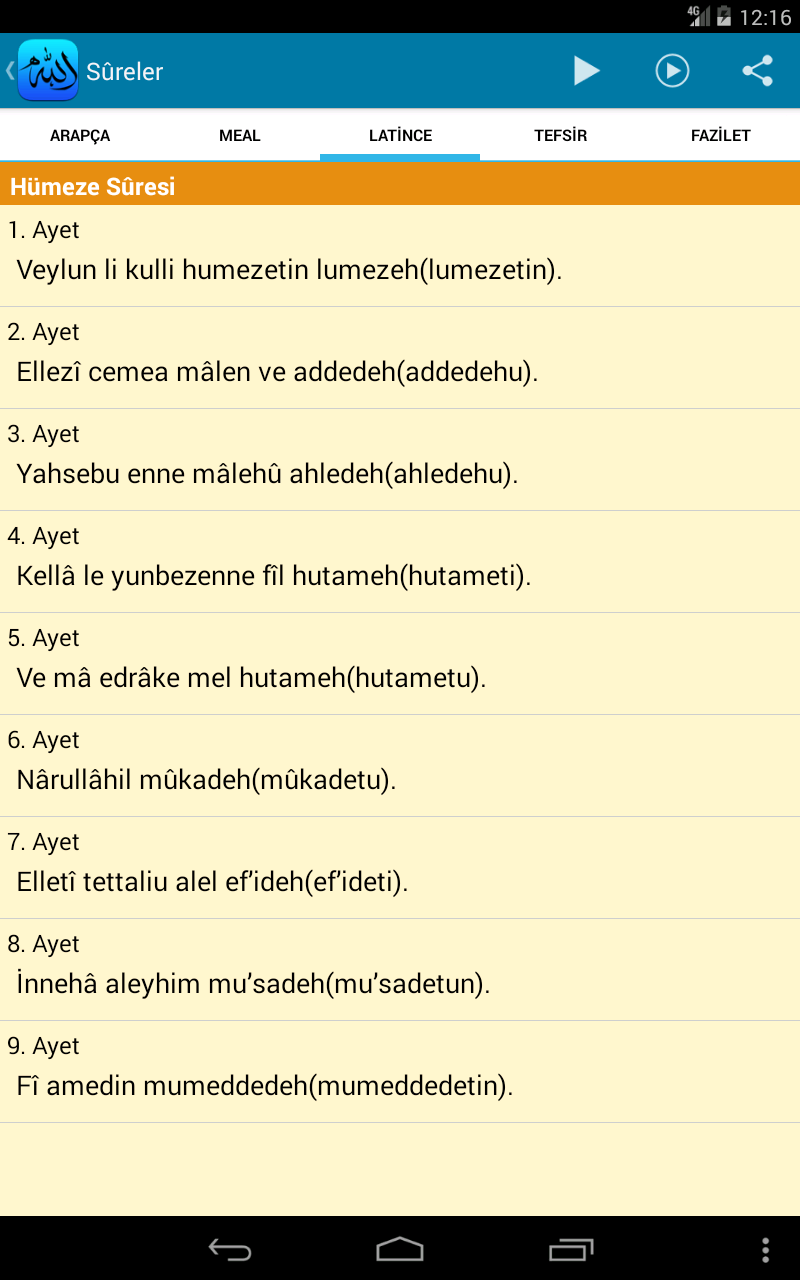 4G 12:16
Sûreler
ARAPÇA MEAL LATİNCE TEFSİR FAZİLET
Hümeze Sûresi
1. Ayet
Veylun li kulli humezetin lumezeh(lumezetin).
2. Ayet
Ellezî cemea mâlen ve addedeh(addedehu).
3. Ayet
Yahsebu enne mâlehû ahledeh(ahledehu).
4. Ayet
Kellâ le yunbezenne fîl hutameh(hutameti).
5. Ayet
Ve mâ edrâke mel hutameh(hutametu).
6. Ayet
Nârullâhil mûkadeh(mûkadetu).
7. Ayet
Elletî tettaliu alel ef’ideh(ef’ideti).
8. Ayet
İnnehâ aleyhim mu’sadeh(mu’sadetun).
9. Ayet
Fî amedin mumeddedeh(mumeddedetin).